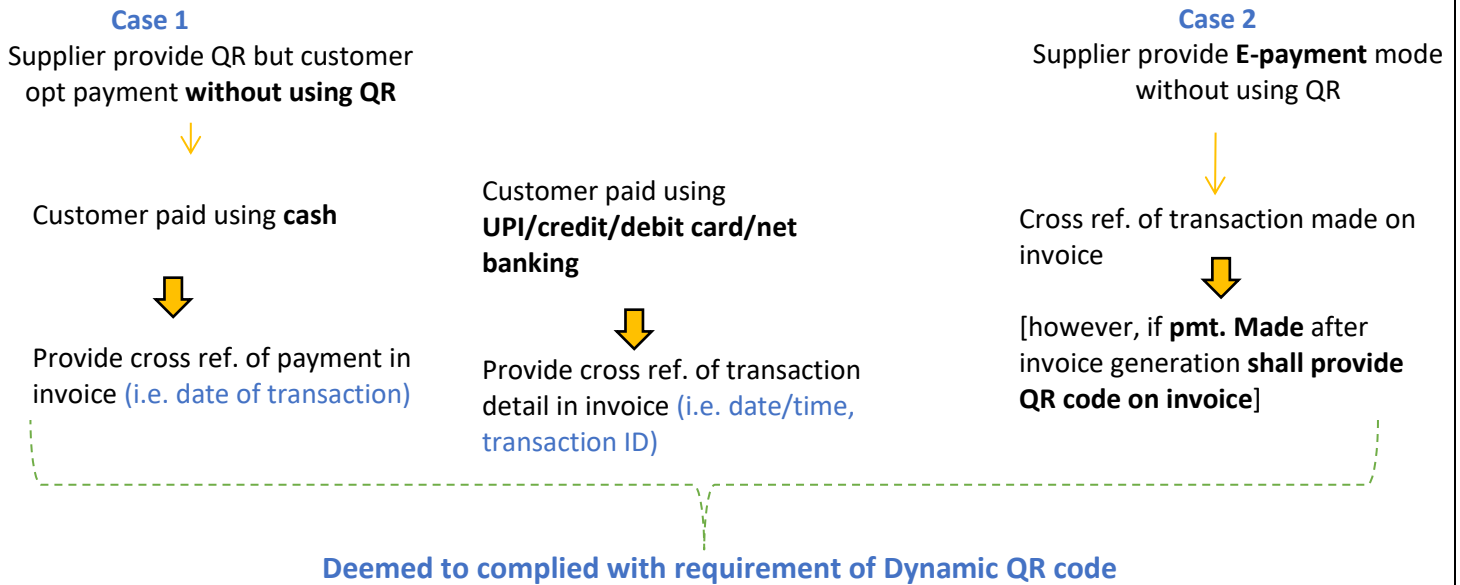 Case 1
Supplier provide QR but customer
opt payment without using QR
Customer paid using cash
Provide cross ref. of payment in
invoice (i.e. date of transaction)
Customer paid using
UPI/credit/debit card/net
banking
Provide cross ref. of transaction
detail in invoice (i.e. date/time,
transaction ID)
Case 2
Supplier provide E-payment mode
without using QR
Cross ref. of transaction made on
invoice
[however, if pmt. Made after
invoice generation shall provide
QR code on invoice]
Deemed to complied with requirement of Dynamic QR code